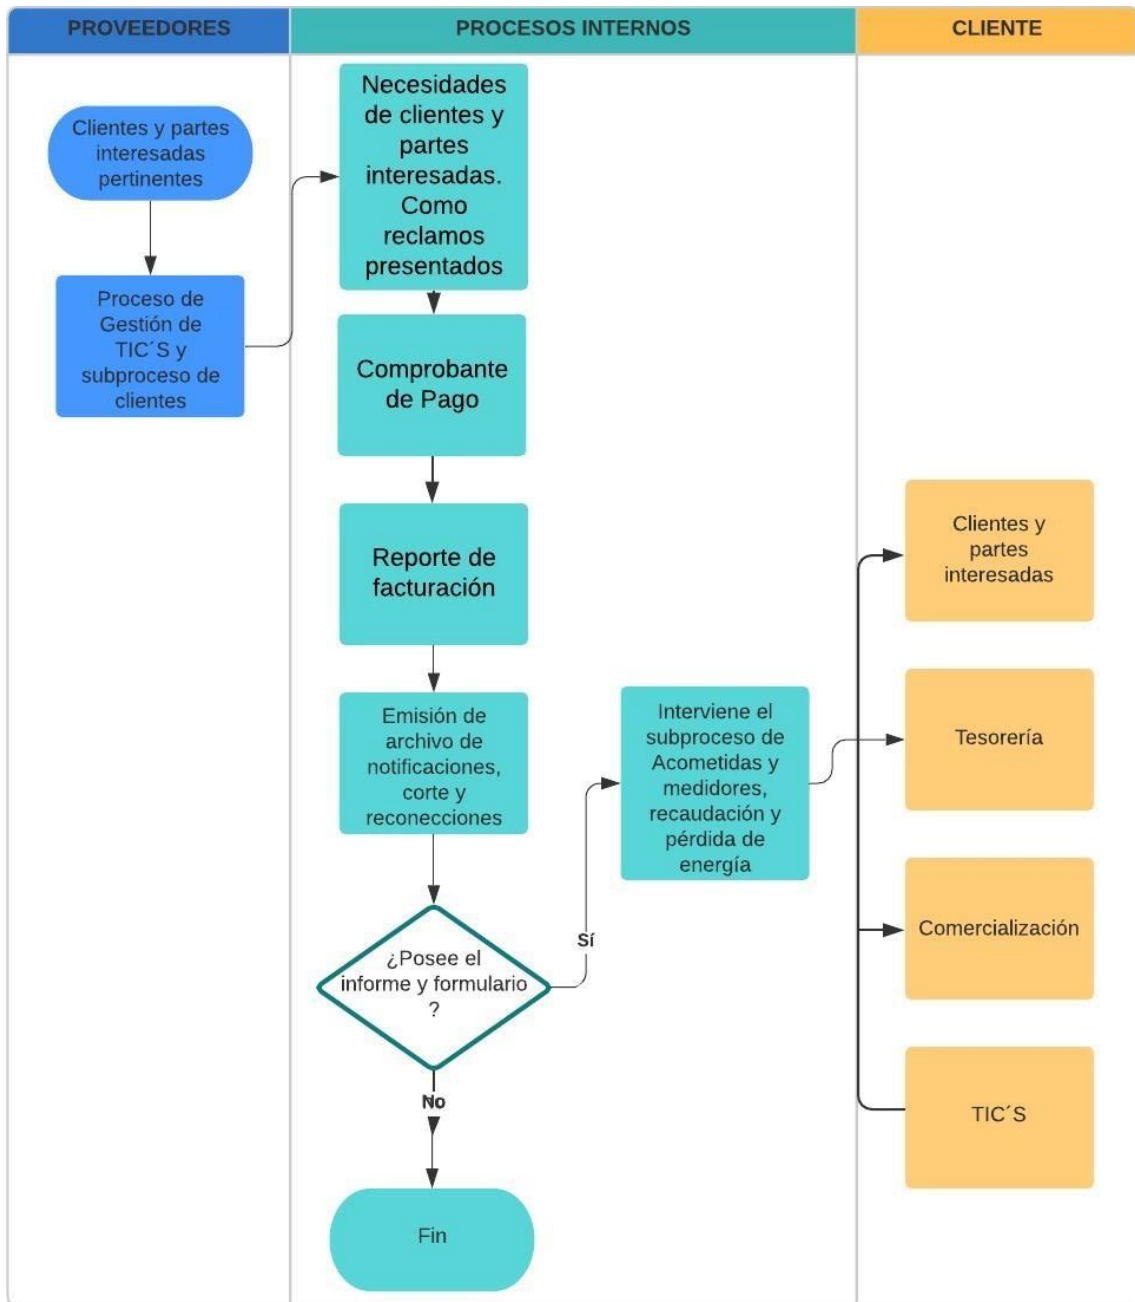 PROVEEDORES
PROCESOS INTERNOS
CLIENTE
Clientes y partes
interesadas
pertinentes
Proceso de
Gestión de
TIC´S y
subproceso de
clientes
Necesidades
de clientes y
partes
interesadas.
Como
reclamos
presentados
Comprobante
de Pago
Reporte de
facturación
Emisión de
archivo de
notificaciones,
corte y
reconecciones
¿Posee el
informe y formulario
?
Sí
No
Fin
Interviene el
subproceso de
Acometidas y
medidores,
recaudación y
pérdida de
energía
Clientes y
partes
interesadas
Tesorería
Comercialización
TIC´S